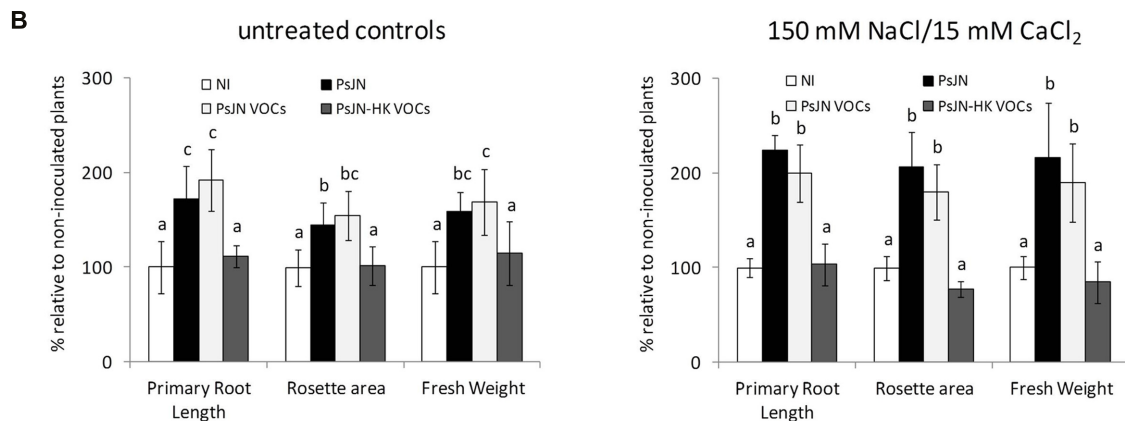 B
untreated controls
% relative to non-inoculated plants
300
200
100
0
NI
PsJN
PsJN VOCs
PsJN-HK VOCs
a
c
c
a
a
b
bc
a
a
bc
c
a
Primary Root
Length
Rosette area
Fresh Weight
150 mM NaCl/15 mM CaCl₂
% relative to non-inoculated plants
300
200
100
0
NI
PsJN
PsJN VOCs
PsJN-HK VOCs
a
b
b
a
a
b
b
a
a
b
b
a
Primary Root
Length
Rosette area
Fresh Weight